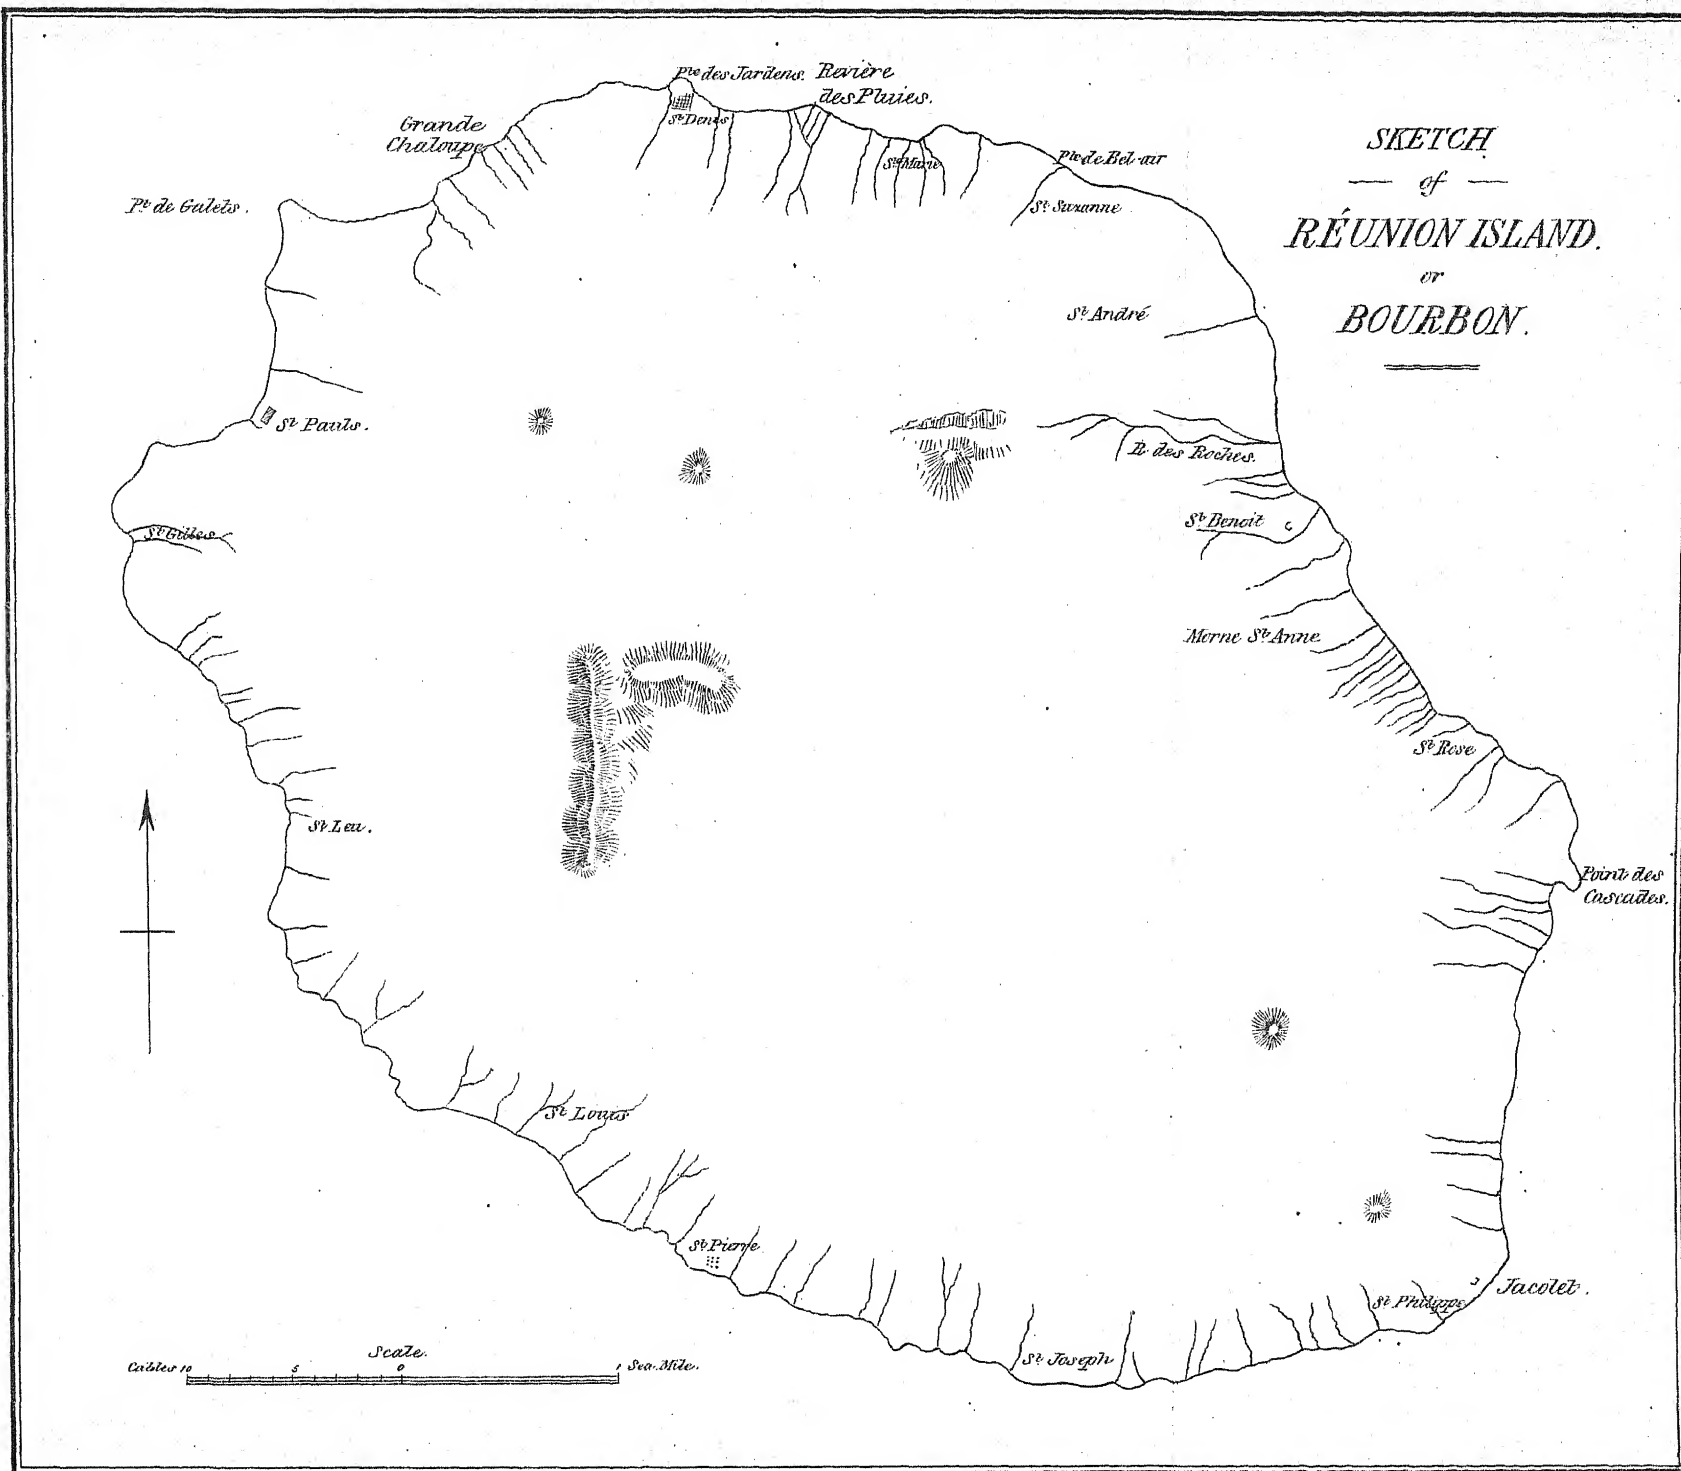 SKETCH
of
RÉUNION ISLAND.
or
BOURBON.
Pte des Jardens.
Revière
des Pluies.
St Denis
Grande
Chaloupe
Pt. de Galets.
Ste Marie
Pte de Bel-air
St. Suzanne
St. André
St Pauls.
R. des Roches.
St. Benoit
St Gilles
Morne St Anne
St Rose
St Leu.
Point des
Cascades.
St Louis
St Pierre
Jacolet.
St Philippe
St Joseph
Scale.
Cables 10 5 0 1 Sea-Mile.